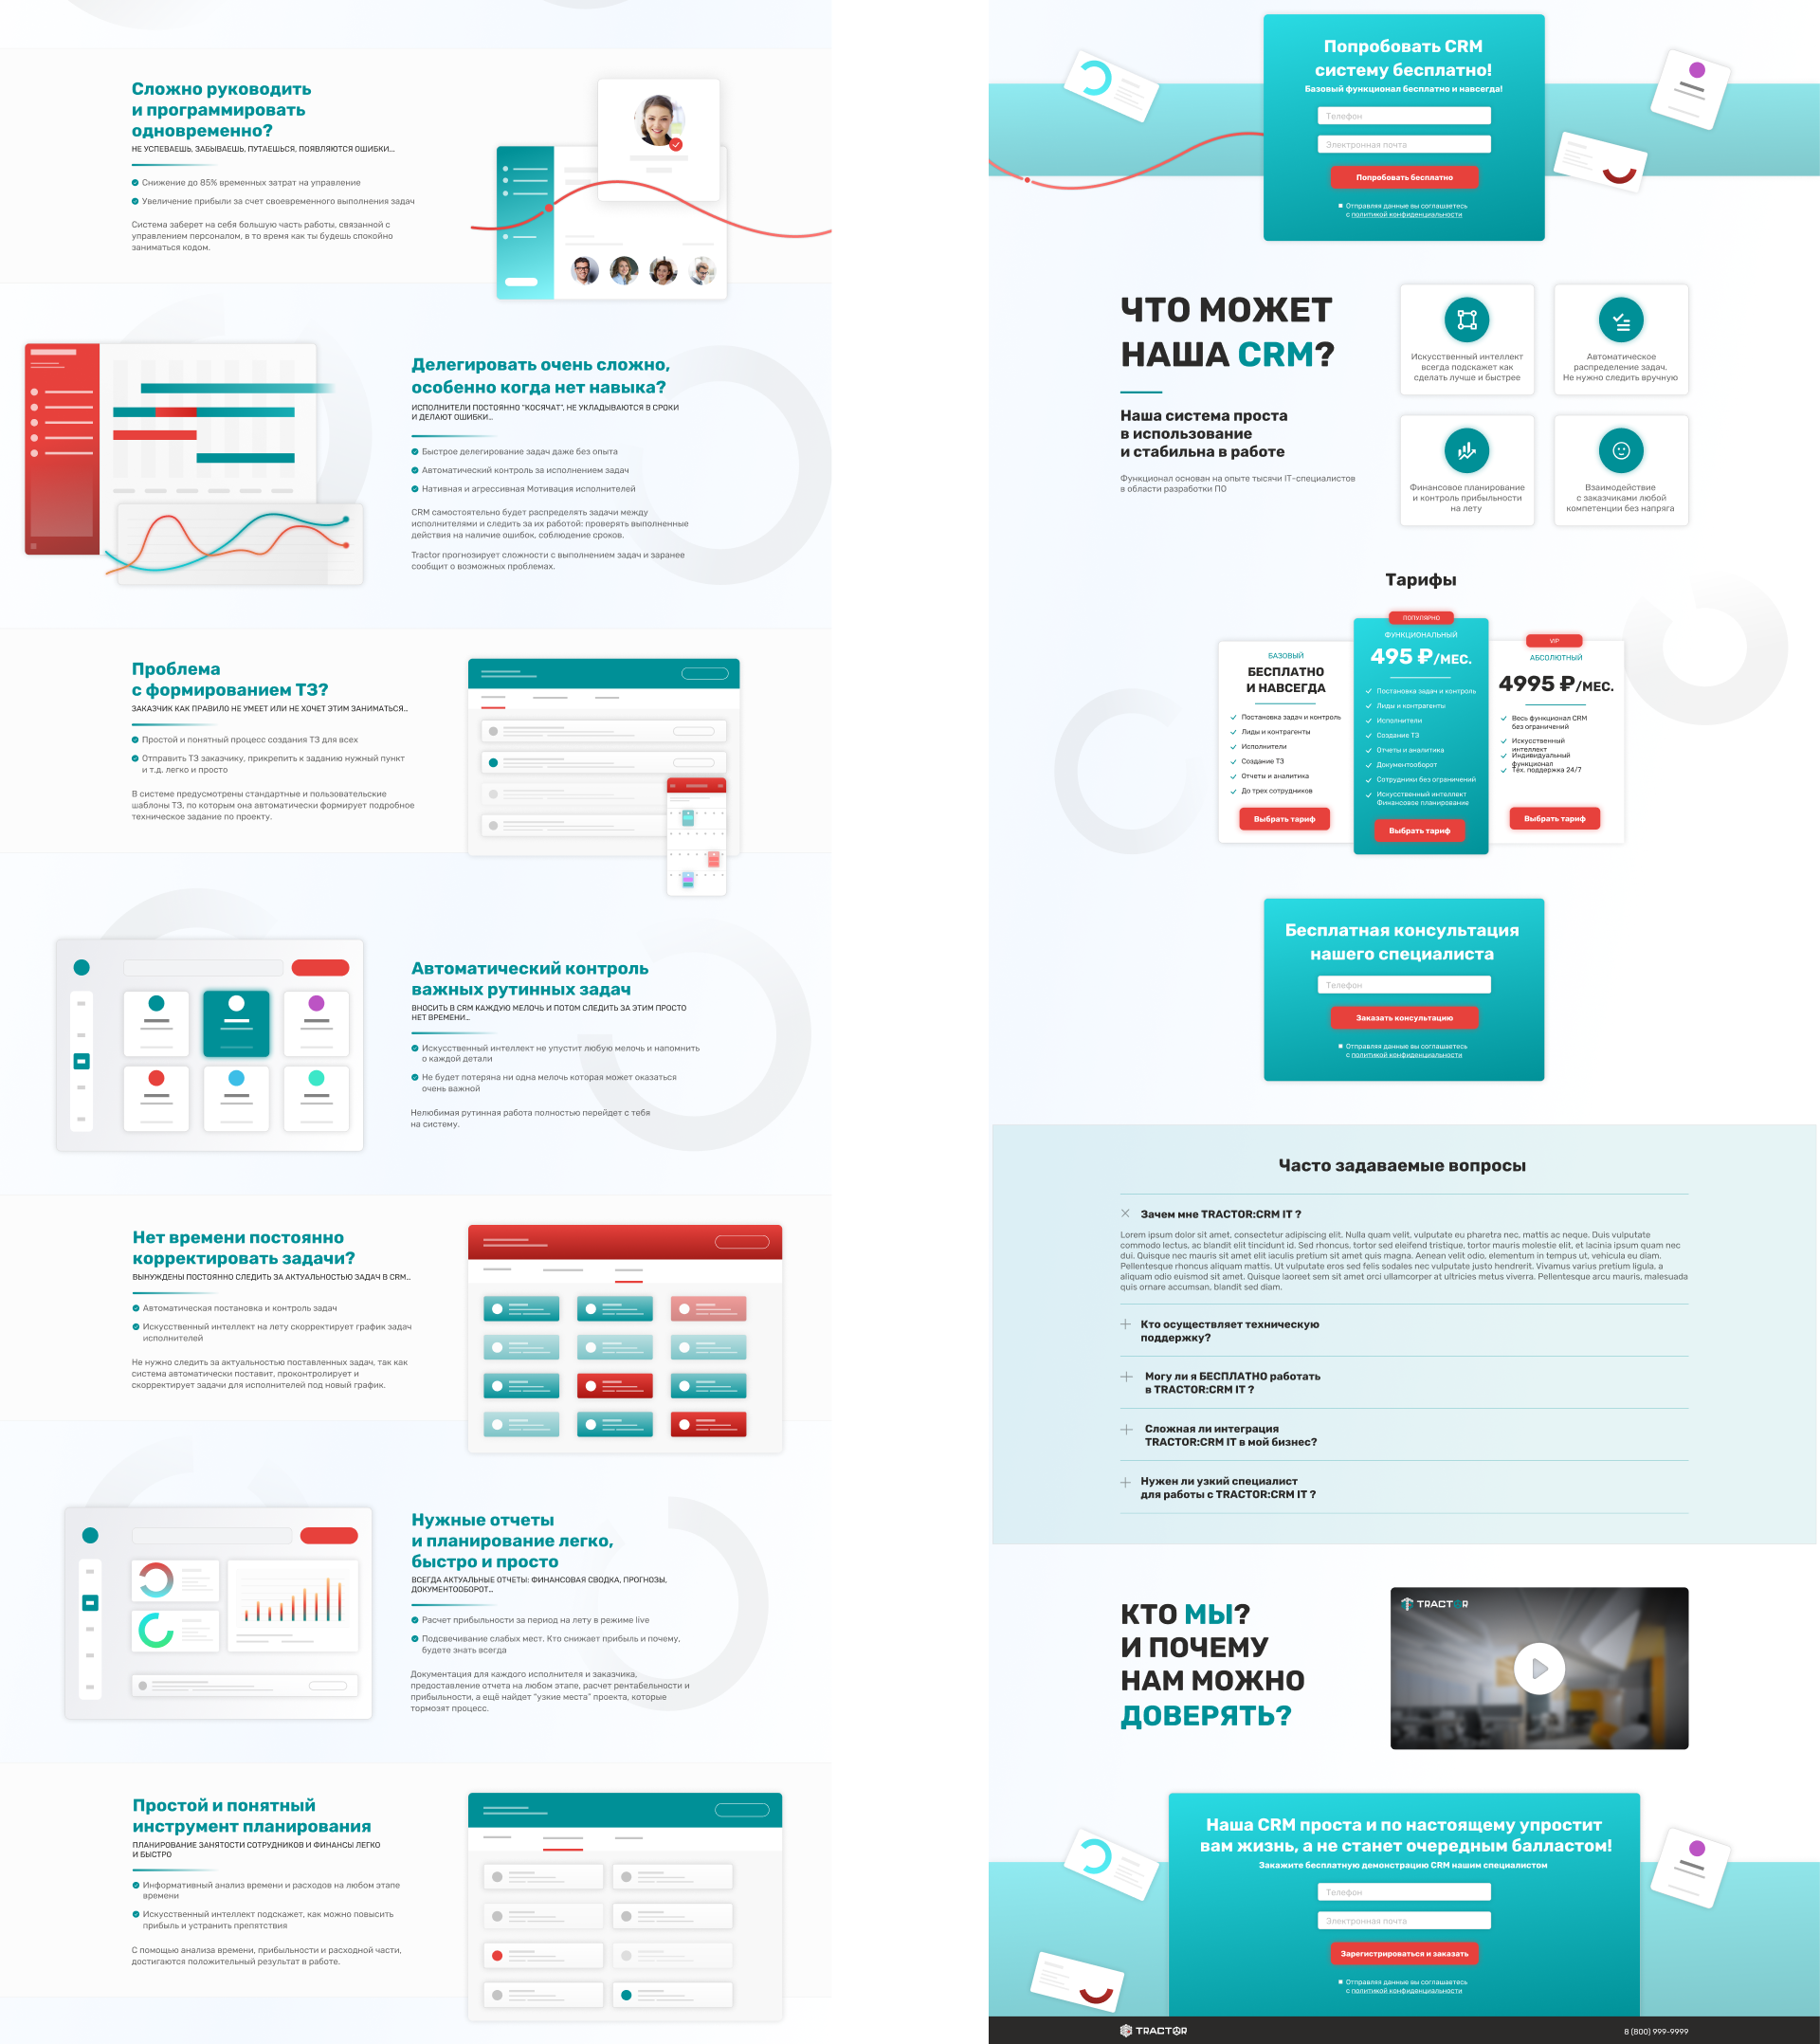 Сложно руководить
и программировать
одновременно?
НЕ УСПЕВАЕШЬ, ЗАБЫВАЕШЬ, ПУТАЕШЬСЯ, ПОЯВЛЯЮТСЯ ОШИБКИ...
Снижение до 85% временных затрат на управление
Увеличение прибыли за счет своевременного выполнения задач
Система заберет на себя большую часть работы, связанной с
управлением персоналом, в то время как ты будешь спокойно
заниматься кодом.
Делегировать очень сложно,
особенно когда нет навыка?
ИСПОЛНИТЕЛИ ПОСТОЯННО "КОСЯЧАТ", НЕ УКЛАДЫВАЮТСЯ В СРОКИ
И ДЕЛАЮТ ОШИБКИ...
Быстрое делегирование задач даже без опыта
Автоматический контроль за исполнением задач
Нативная и агрессивная Мотивация исполнителей
CRM самостоятельно будет распределять задачи между
исполнителями и следить за их работой: проверять выполненные
действия на наличие ошибок, соблюдение сроков.
Tractor прогнозирует сложности с выполнением задач и заранее
сообщит о возможных проблемах.
Проблема
с формированием ТЗ?
ЗАКАЗЧИК КАК ПРАВИЛО НЕ УМЕЕТ ИЛИ НЕ ХОЧЕТ ЭТИМ ЗАНИМАТЬСЯ...
Простой и понятный процесс создания ТЗ для всех
Отправить ТЗ заказчику, прикрепить к заданию нужный пункт
и т.д. легко и просто
В системе предусмотрены стандартные и пользовательские
шаблоны ТЗ, по которым она автоматически формирует подробное
техническое задание по проекту.
Автоматический контроль
важных рутинных задач
ВНОСИТЬ В CRM КАЖДУЮ МЕЛОЧЬ И ПОТОМ СЛЕДИТЬ ЗА ЭТИМ ПРОСТО
НЕТ ВРЕМЕНИ...
Искусственный интеллект не упустит любую мелочь и напомнить
о каждой детали
Не будет потеряна ни одна мелочь которая может оказаться
очень важной
Нелюбимая рутинная работа полностью перейдет с тебя
на систему.
Нет времени постоянно
корректировать задачи?
ВЫНУЖДЕНЫ ПОСТОЯННО СЛЕДИТЬ ЗА АКТУАЛЬНОСТЬЮ ЗАДАЧ В CRM...
Автоматическая постановка и контроль задач
Искусственный интеллект на лету скорректирует график задач
исполнителей
Не нужно следить за актуальностью поставленных задач, так как
система автоматически поставит, проконтролирует и
скорректирует задачи для исполнителей под новый график.
Нужные отчеты
и планирование легко,
быстро и просто
ВСЕГДА АКТУАЛЬНЫЕ ОТЧЕТЫ: ФИНАНСОВАЯ СВОДКА, ПРОГНОЗЫ,
ДОКУМЕНТООБОРОТ...
Расчет прибыльности за период на лету в режиме live
Подсвечивание слабых мест. Кто снижает прибыль и почему,
будете знать всегда
Документация для каждого исполнителя и заказчика,
предоставление отчета на любом этапе, расчет рентабельности и
прибыльности, а ещё найдет "узкие места" проекта, которые
тормозят процесс.
Простой и понятный
инструмент планирования
ПЛАНИРОВАНИЕ ЗАНЯТОСТИ СОТРУДНИКОВ И ФИНАНСЫ ЛЕГКО
И БЫСТРО
Информативный анализ времени и расходов на любом этапе
времени
Искусственный интеллект подскажет, как можно повысить
прибыль и устранить препятствия
С помощью анализа времени, прибыльности и расходной части,
достигаются положительный результат в работе.
Попробовать CRM
систему бесплатно!
Базовый функционал бесплатно и навсегда!
Телефон
Электронная почта
Попробовать бесплатно
Отправляя данные вы соглашаетесь
с политикой конфиденциальности
ЧТО МОЖЕТ
НАША CRM?
Наша система проста
в использование
и стабильна в работе
Функционал основан на опыте тысячи IT-специалистов
в области разработки ПО
Искусственный интеллект
всегда подскажет как
сделать лучше и быстрее
Автоматическое
распределение задач.
Не нужно следить вручную
Финансовое планирование
и контроль прибыльности
на лету
Взаимодействие
с заказчиками любой
компетенции без напряга
Тарифы
БАЗОВЫЙ
БЕСПЛАТНО
И НАВСЕГДА
Постановка задач и контроль
Лиды и контрагенты
Исполнители
Создание ТЗ
Отчеты и аналитика
До трех сотрудников
Выбрать тариф
ПОПУЛЯРНО
ФУНКЦИОНАЛЬНЫЙ
495 ₽/МЕС.
Постановка задач и контроль
Лиды и контрагенты
Исполнители
Создание ТЗ
Отчеты и аналитика
Документооборот
Сотрудники без ограничений
Искусственный интеллект
Финансовое планирование
Выбрать тариф
VIP
АБСОЛЮТНЫЙ
4995 ₽/МЕС.
Весь функционал CRM
без ограничений
Искусственный
интеллект
Индивидуальный
функционал
Тех. поддержка 24/7
Выбрать тариф
Бесплатная консультация
нашего специалиста
Телефон
Заказать консультацию
Отправляя данные вы соглашаетесь
с политикой конфиденциальности
Часто задаваемые вопросы
Зачем мне TRACTOR:CRM IT ?
Lorem ipsum dolor sit amet, consectetur adipiscing elit. Nulla quam velit, vulputate eu pharetra nec, mattis ac neque. Duis vulputate
commodo lectus, ac blandit elit tincidunt id. Sed rhoncus, tortor sed eleifend tristique, tortor mauris molestie elit, et lacinia ipsum quam nec
dui. Quisque nec mauris sit amet elit iaculis pretium sit amet quis magna. Aenean velit odio, elementum in tempus ut, vehicula eu diam.
Pellentesque rhoncus aliquam mattis. Ut vulputate eros sed felis sodales nec vulputate justo hendrerit. Vivamus varius pretium ligula, a
aliquam odio euismod sit amet. Quisque laoreet sem sit amet orci ullamcorper at ultricies metus viverra. Pellentesque arcu mauris, malesuada
quis ornare accumsan, blandit sed diam.
Кто осуществляет техническую
поддержку?
Могу ли я БЕСПЛАТНО работать
в TRACTOR:CRM IT ?
Сложная ли интеграция
TRACTOR:CRM IT в мой бизнес?
Нужен ли узкий специалист
для работы с TRACTOR:CRM IT ?
КТО МЫ?
И ПОЧЕМУ
НАМ МОЖНО
ДОВЕРЯТЬ?
TRACTOR
Наша CRM проста и по настоящему упростит
вам жизнь, а не станет очередным балластом!
Закажите бесплатную демонстрацию CRM нашим специалистом
Телефон
Электронная почта
Зарегистрироваться и заказать
Отправляя данные вы соглашаетесь
с политикой конфиденциальности
TRACTOR
8 (800) 999-9999